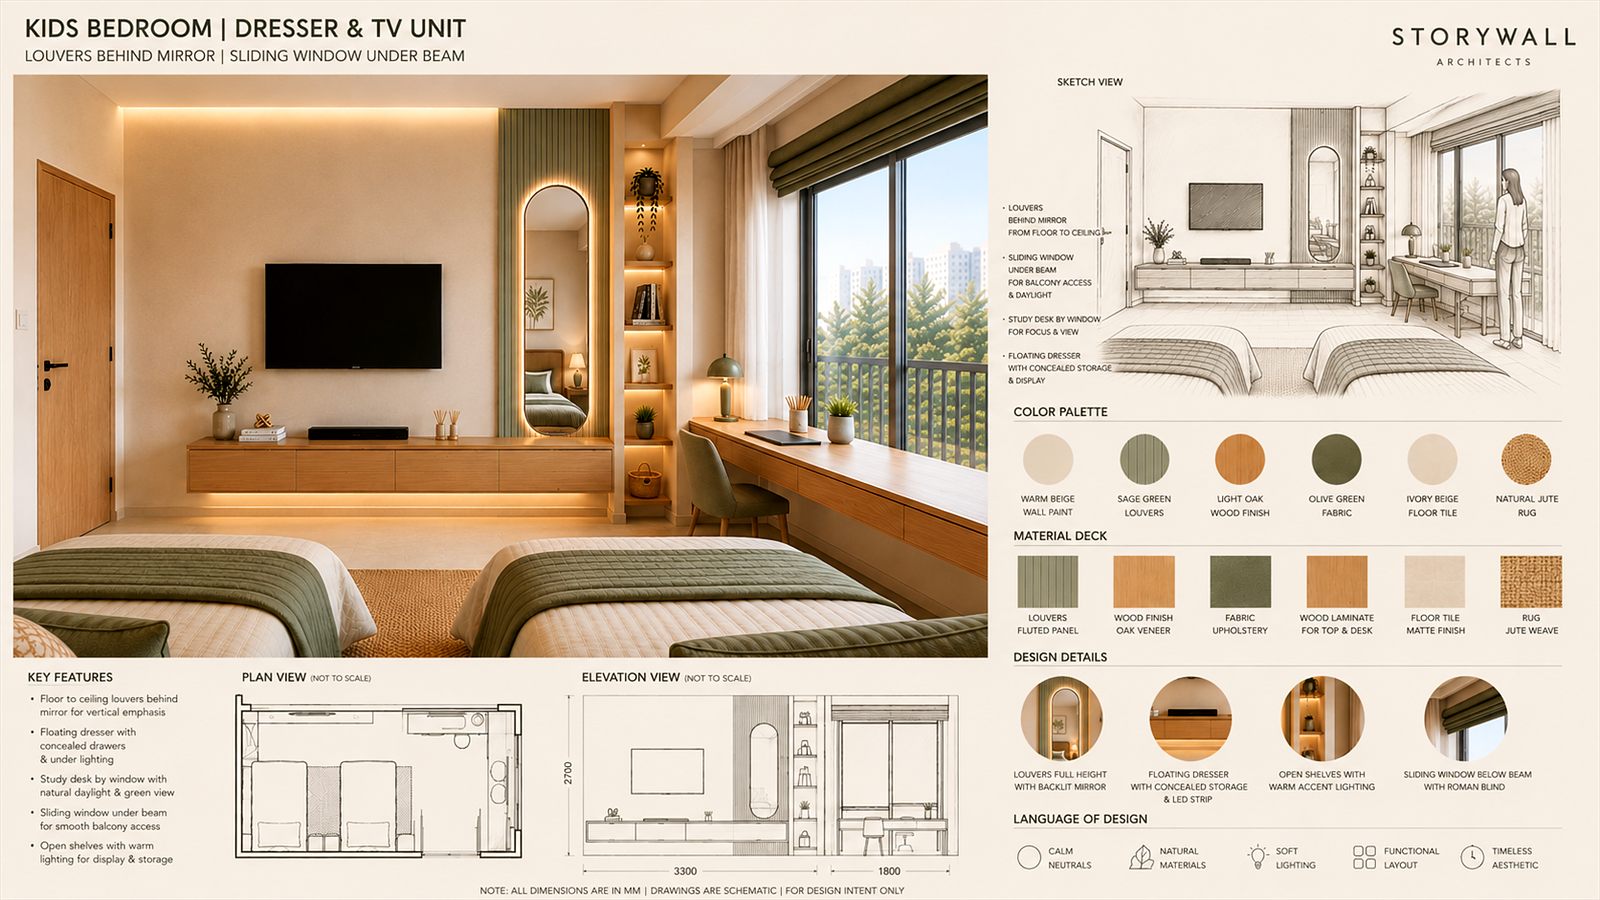 KIDS BEDROOM | DRESSER & TV UNIT
LOUVERS BEHIND MIRROR | SLIDING WINDOW UNDER BEAM
STORYWALL
ARCHITECTS
SKETCH VIEW
• LOUVERS
BEHIND MIRROR
FROM FLOOR TO CEILING
• SLIDING WINDOW
UNDER BEAM
FOR BALCONY ACCESS
& DAYLIGHT
• STUDY DESK BY WINDOW
FOR FOCUS & VIEW
• FLOATING DRESSER
WITH CONCEALED STORAGE
& DISPLAY
COLOR PALETTE
WARM BEIGE
WALL PAINT
SAGE GREEN
LOUVERS
LIGHT OAK
WOOD FINISH
OLIVE GREEN
FABRIC
IVORY BEIGE
FLOOR TILE
NATURAL JUTE
RUG
MATERIAL DECK
LOUVERS
FLUTED PANEL
WOOD FINISH
OAK VENEER
FABRIC
UPHOLSTERY
WOOD LAMINATE
FOR TOP & DESK
FLOOR TILE
MATTE FINISH
RUG
JUTE WEAVE
DESIGN DETAILS
LOUVERS FULL HEIGHT
WITH BACKLIT MIRROR
FLOATING DRESSER
WITH CONCEALED STORAGE
& LED STRIP
OPEN SHELVES WITH
WARM ACCENT LIGHTING
SLIDING WINDOW BELOW BEAM
WITH ROMAN BLIND
LANGUAGE OF DESIGN
CALM
NEUTRALS
NATURAL
MATERIALS
SOFT
LIGHTING
FUNCTIONAL
LAYOUT
TIMELESS
AESTHETIC
KEY FEATURES
• Floor to ceiling louvers behind
mirror for vertical emphasis
• Floating dresser with
concealed drawers
& under lighting
• Study desk by window with
natural daylight & green view
• Sliding window under beam
for smooth balcony access
• Open shelves with warm
lighting for display & storage
PLAN VIEW (NOT TO SCALE)
ELEVATION VIEW (NOT TO SCALE)
2700
3300
1800
NOTE: ALL DIMENSIONS ARE IN MM | DRAWINGS ARE SCHEMATIC | FOR DESIGN INTENT ONLY